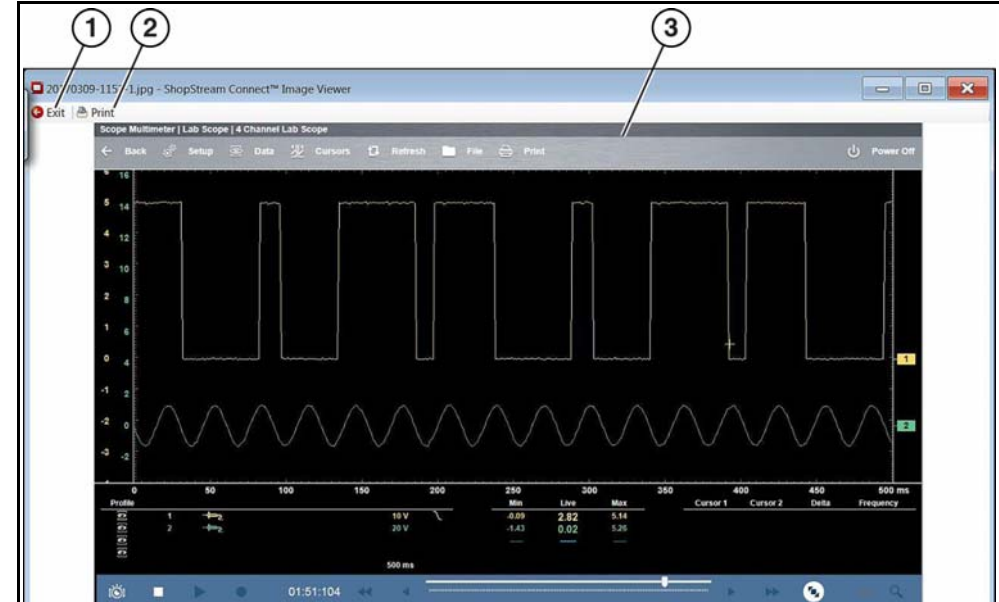 1 2 3
20170309-1151-1.jpg - ShopStream Connect™ Image Viewer
Exit Print
Scope Multimeter | Lab Scope | 4 Channel Lab Scope
Back Setup Data Cursors Refresh File Print Power Off
16
5 14
4 12
3 10
2 8
1 6
0 4 1
-1 2
-2 0 2
-3 -2
0 50 100 150 200 250 300 350 400 450 500 ms
Profile Min Live Max Cursor 1 Cursor 2 Delta Frequency
1 10 V -0.09 2.82 5.14
2 20 V -1.43 0.02 5.26
500 ms
01:51:104